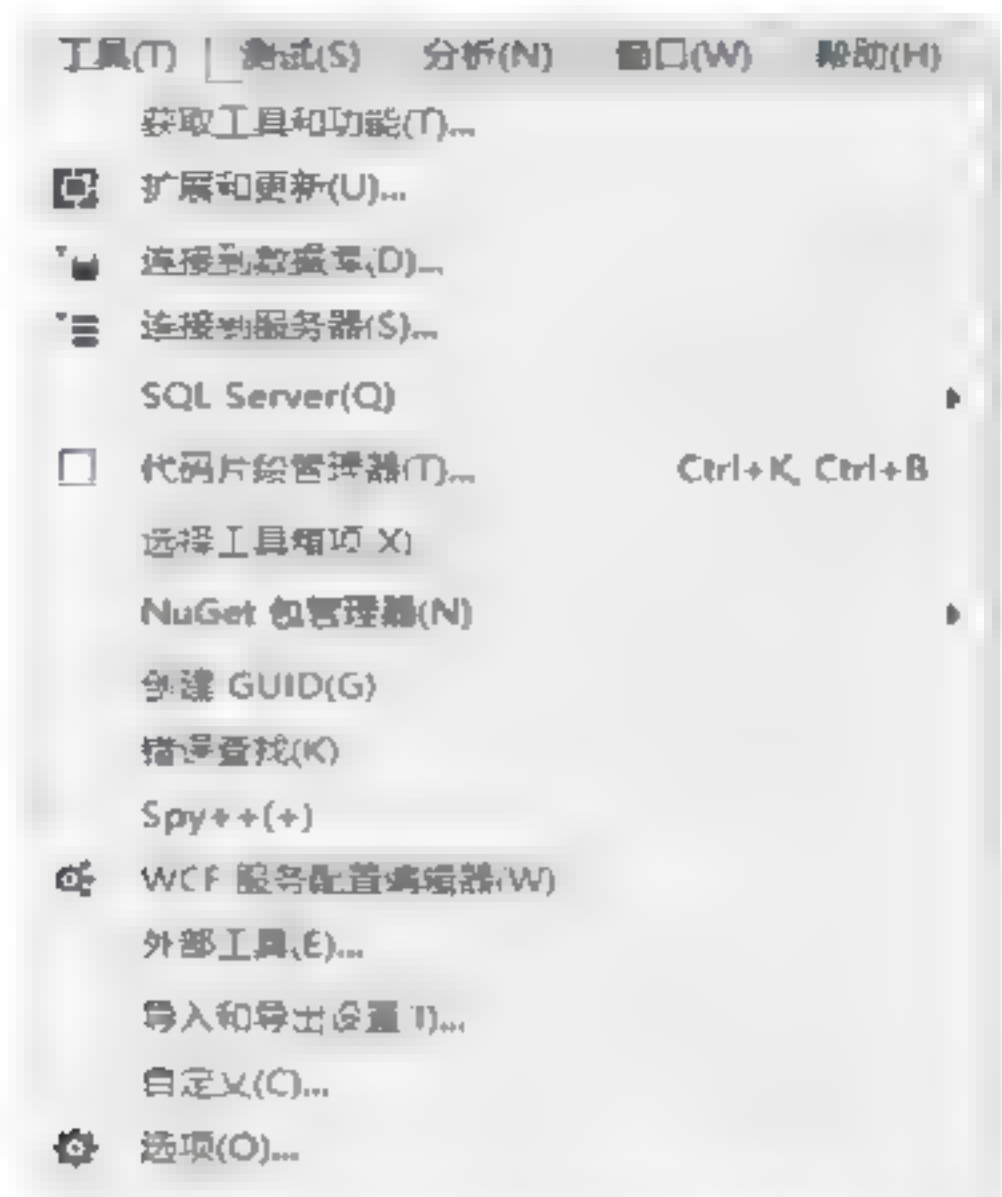 工具(T) 测试(S) 分析(N) 窗口(W) 帮助(H)
获取工具和功能(T)...
扩展和更新(U)...
连接到数据库(D)...
连接到服务器(S)...
SQL Server(Q)
代码片段管理器(T)... Ctrl+K, Ctrl+B
选择工具箱项(X)
NuGet 包管理器(N)
创建 GUID(G)
错误查找(K)
Spy++(+)
WCF 服务配置编辑器(W)
外部工具(E)...
导入和导出设置(I)...
自定义(C)...
选项(O)...